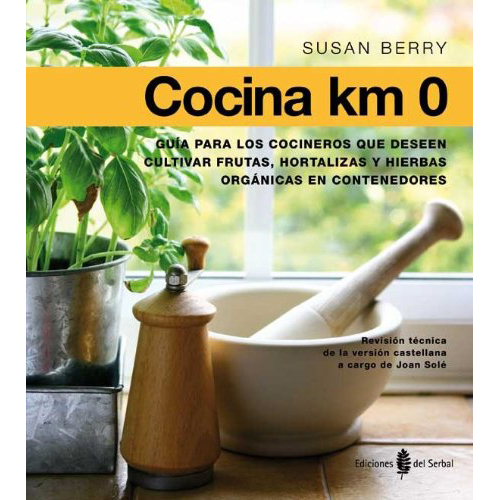 SUSAN BERRY
Cocina km 0
GUÍA PARA LOS COCINEROS QUE DESEEN
CULTIVAR FRUTAS, HORTALIZAS Y HIERBAS
ORGÁNICAS EN CONTENEDORES
Revisión técnica
de la versión castellana
a cargo de Joan Solé
Ediciones del Serbal